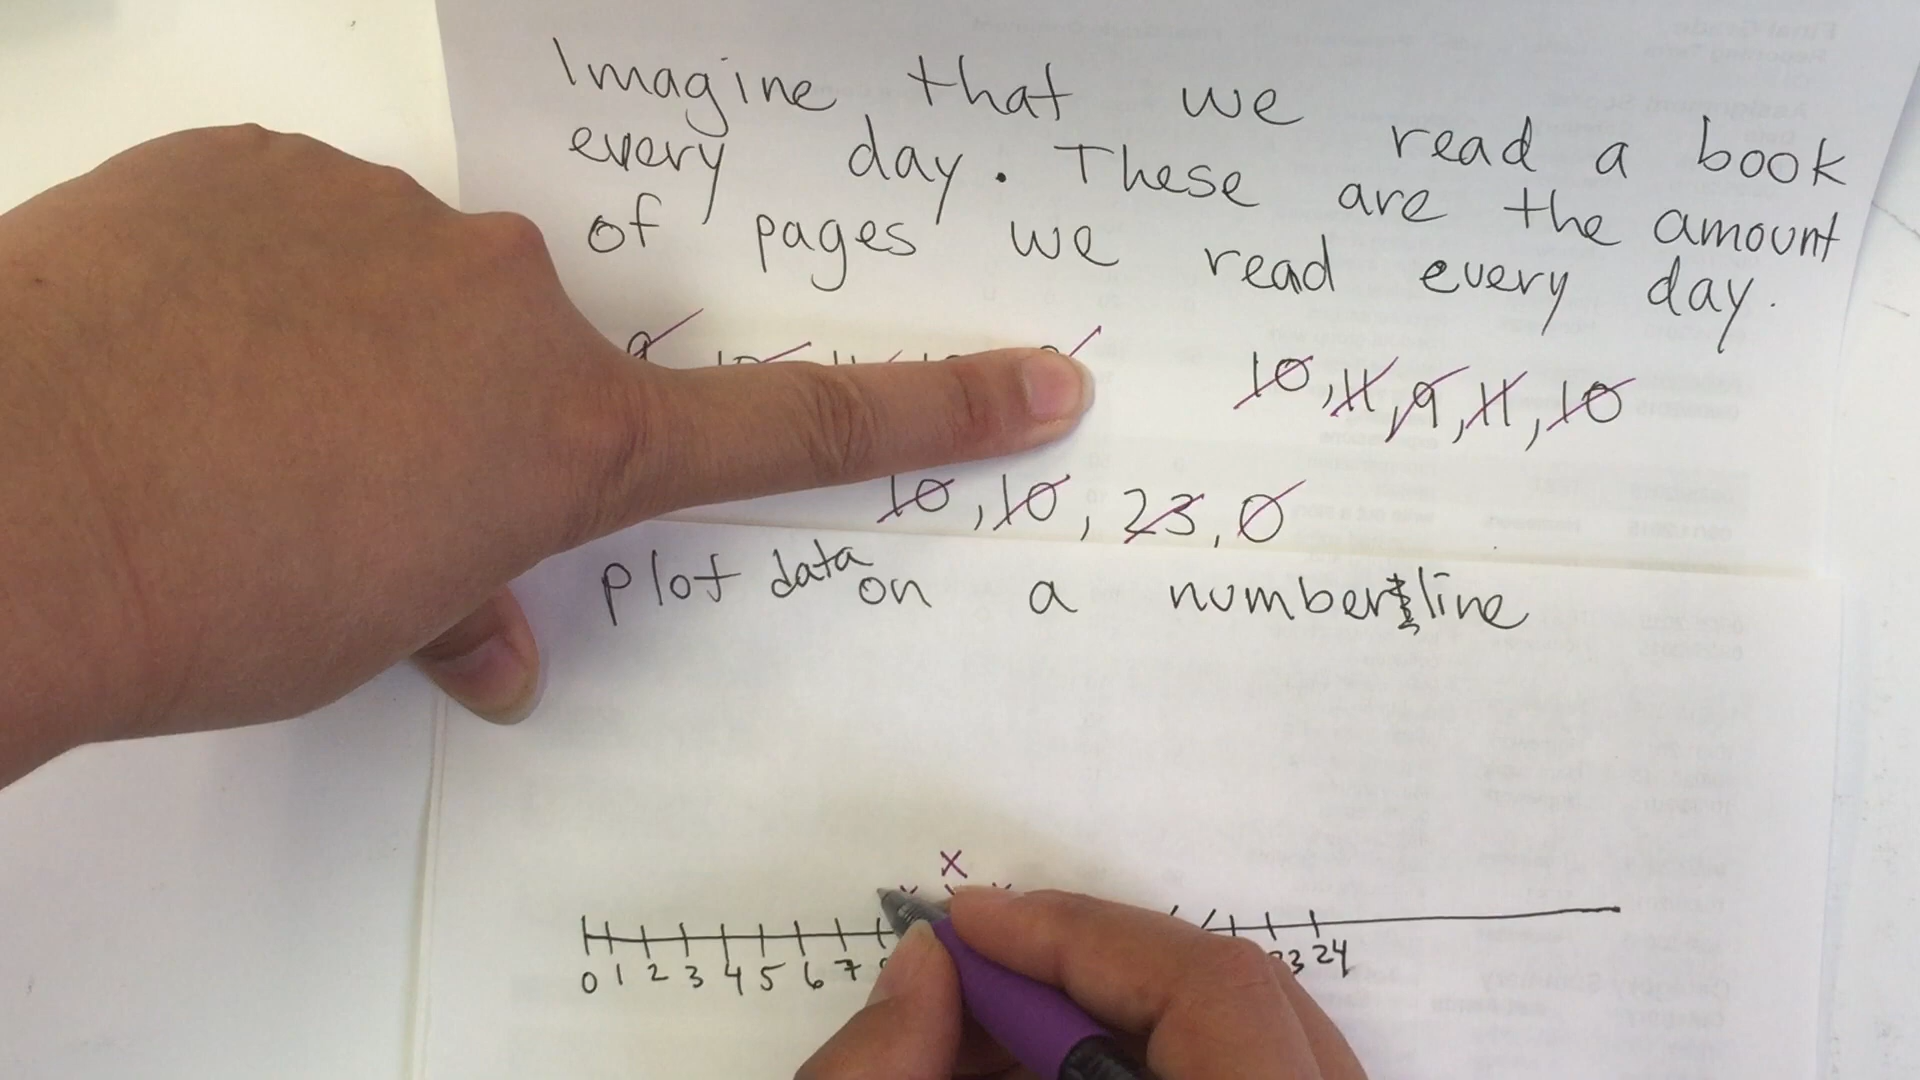 Imagine that we read a book
every day. These are the amount
of pages we read every day.
10, 11, 9, 11, 10
10, 10, 23, 0
plot data on a number line
0 1 2 3 4 5 6 7 23 24